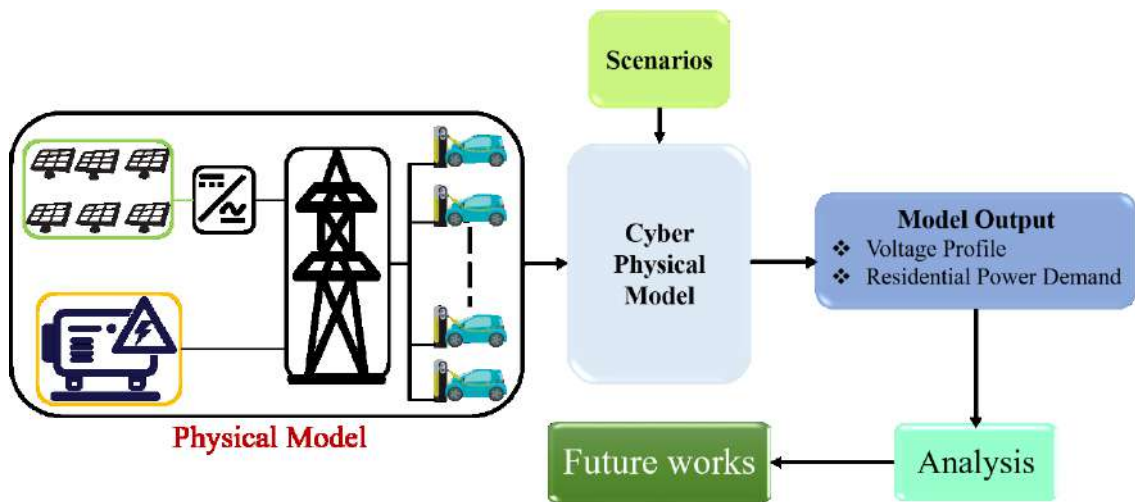 Scenarios
Cyber
Physical
Model
Model Output
❖ Voltage Profile
❖ Residential Power Demand
Physical Model
Future works
Analysis